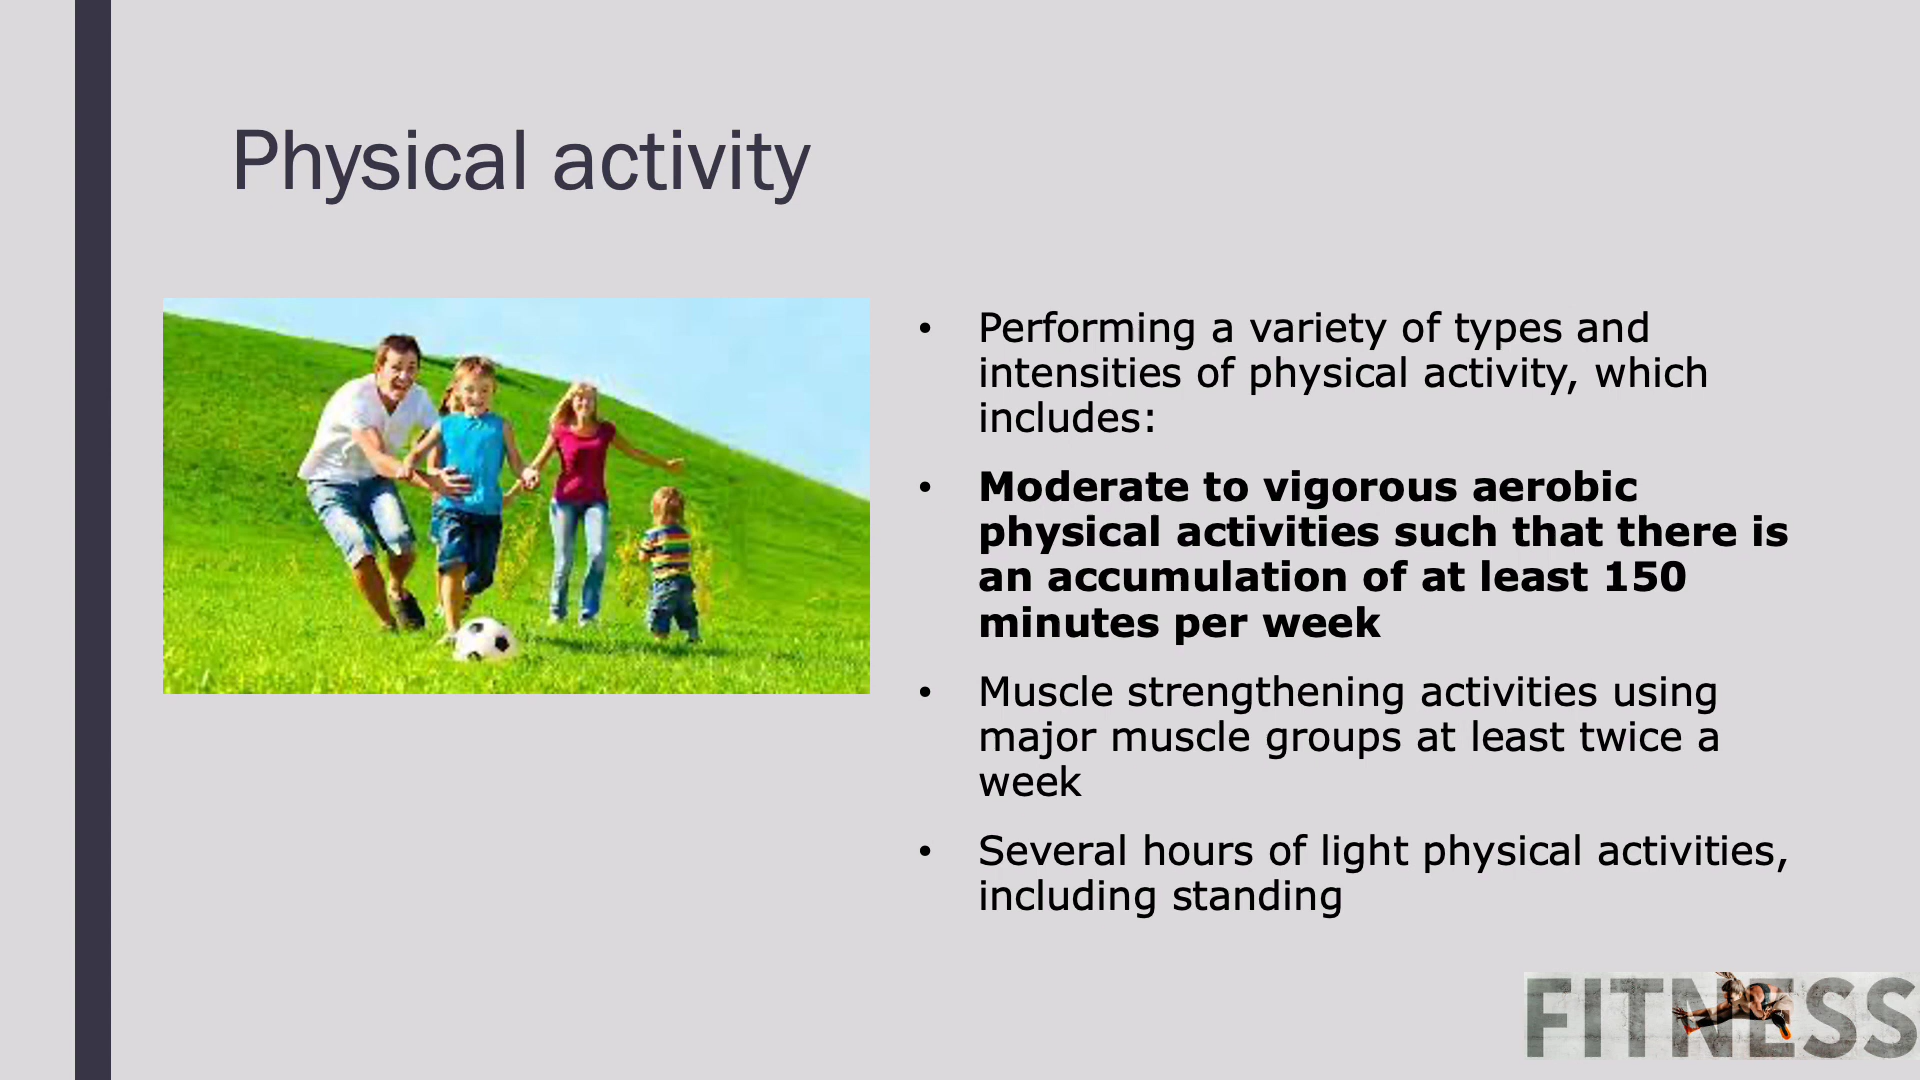 Physical activity
• Performing a variety of types and
intensities of physical activity, which
includes:
• Moderate to vigorous aerobic
physical activities such that there is
an accumulation of at least 150
minutes per week
• Muscle strengthening activities using
major muscle groups at least twice a
week
• Several hours of light physical activities,
including standing
FITNESS